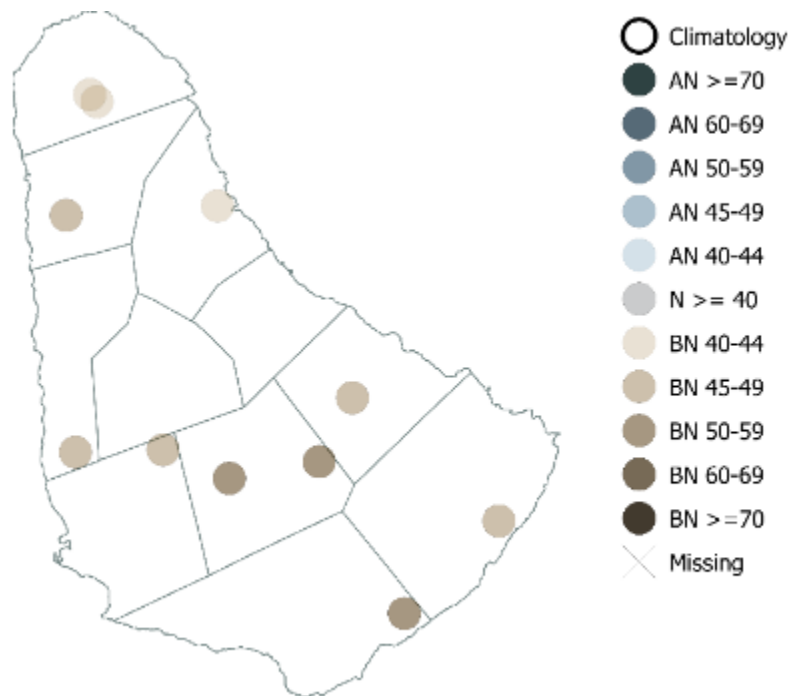 Climatology
AN >=70
AN 60-69
AN 50-59
AN 45-49
AN 40-44
N >= 40
BN 40-44
BN 45-49
BN 50-59
BN 60-69
BN >=70
Missing